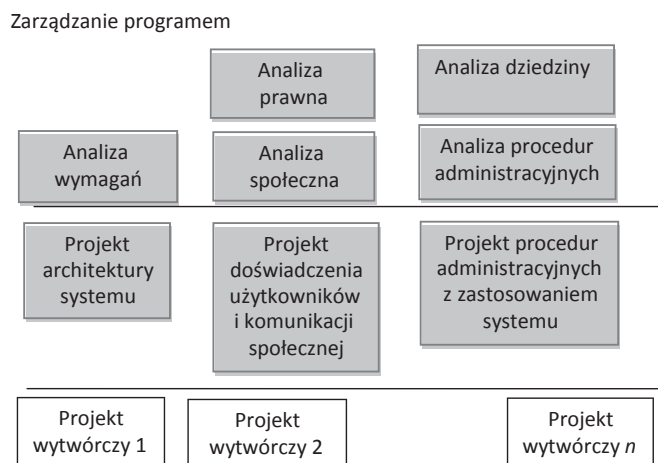 Zarządzanie programem
Analiza
prawna
Analiza dziedziny
Analiza
wymagań
Analiza
społeczna
Analiza procedur
administracyjnych
Projekt
architektury
systemu
Projekt
doświadczenia
użytkowników
i komunikacji
społecznej
Projekt procedur
administracyjnych
z zastosowaniem
systemu
Projekt
wytwórczy 1
Projekt
wytwórczy 2
Projekt
wytwórczy n